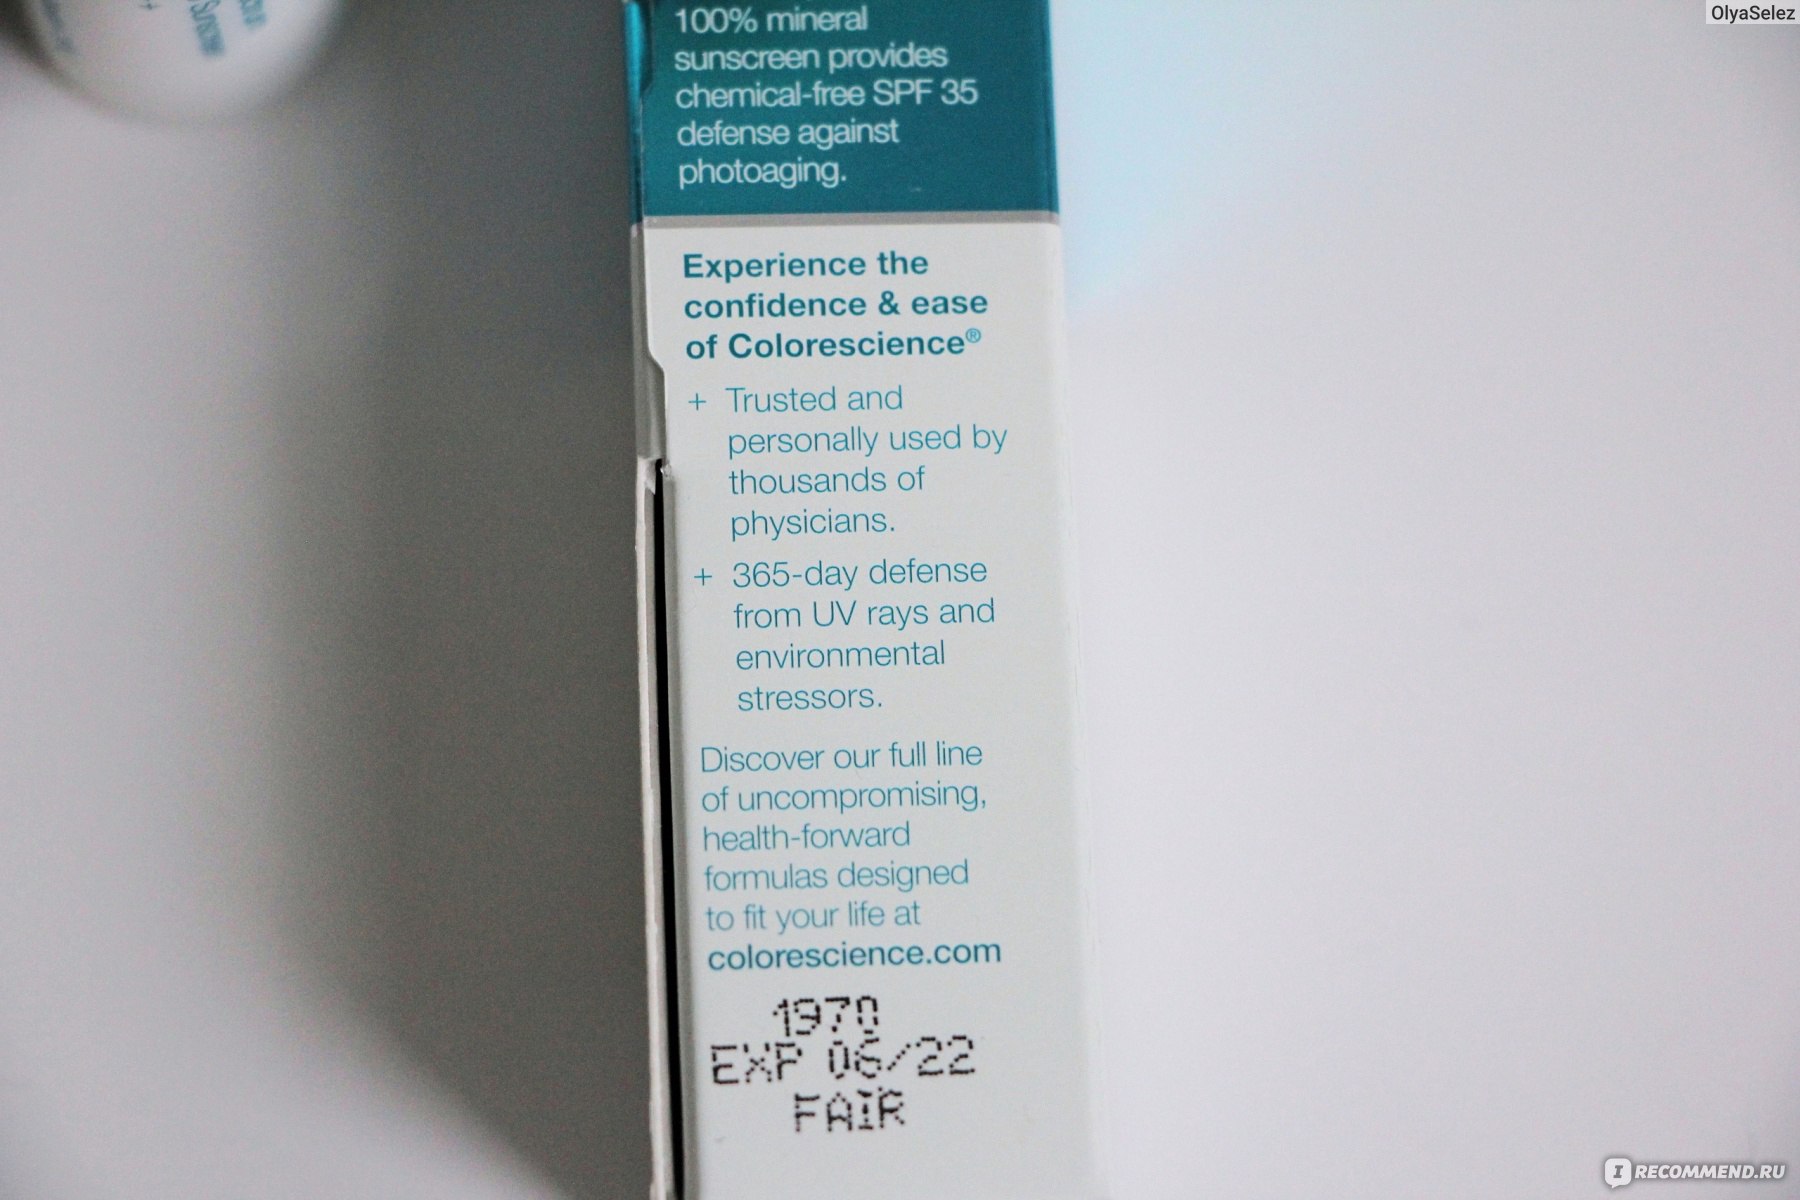 OlyaSelez
100% mineral
sunscreen provides
chemical-free SPF 35
defense against
photoaging.
Experience the
confidence & ease
of Colorescience®
+ Trusted and
personally used by
thousands of
physicians.
+ 365-day defense
from UV rays and
environmental
stressors.
Discover our full line
of uncompromising,
health-forward
formulas designed
to fit your life at
colorescience.com
1970
EXP 06/22
FAIR
IRECOMMEND.RU